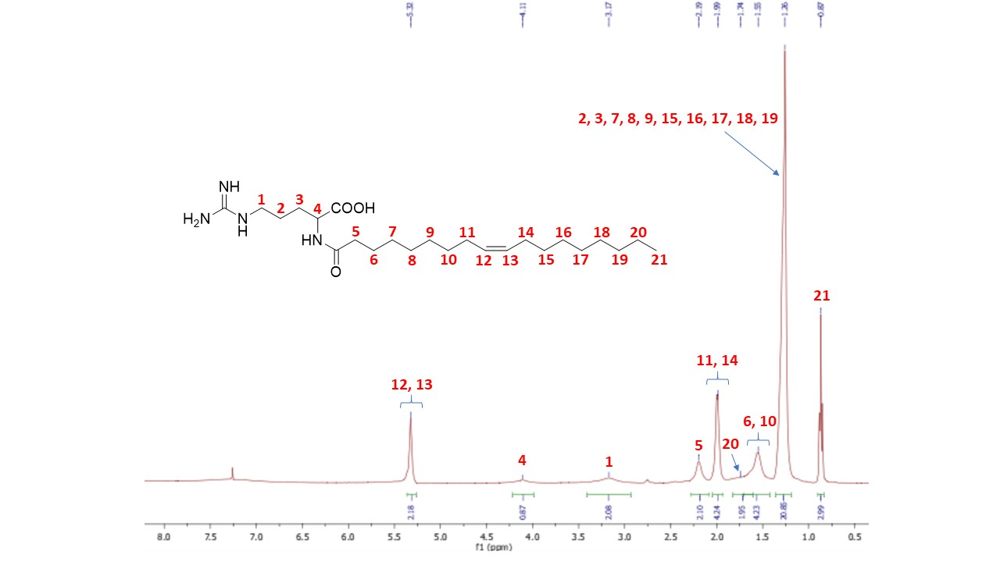 5.32 4.11 3.17 2.19 1.99 1.74 1.55 1.26 0.87
2, 3, 7, 8, 9, 15, 16, 17, 18, 19
NH
H₂N
N
H
1
2
3
4
COOH
HN
O
5 7 9 11 14 16 18 20
6 8 10 12 13 15 17 19 21
21
11, 14
12, 13
6, 10
20
5
4
1
2.18 0.87 2.08 2.10 4.24 1.95 4.23 20.85 2.99
8.0 7.5 7.0 6.5 6.0 5.5 5.0 4.5 4.0 3.5 3.0 2.5 2.0 1.5 1.0 0.5
f1 (ppm)